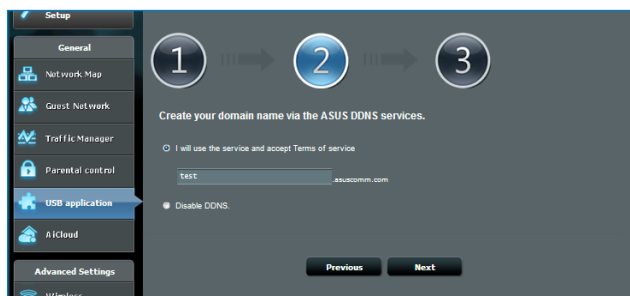 Setup
General
Network Map
Guest Network
Traffic Manager
Parental control
USB application
AiCloud
Advanced Settings
Wireless
1
2
3
Create your domain name via the ASUS DDNS services.
I will use the service and accept Terms of service
test .asuscomm.com
Disable DDNS.
Previous Next